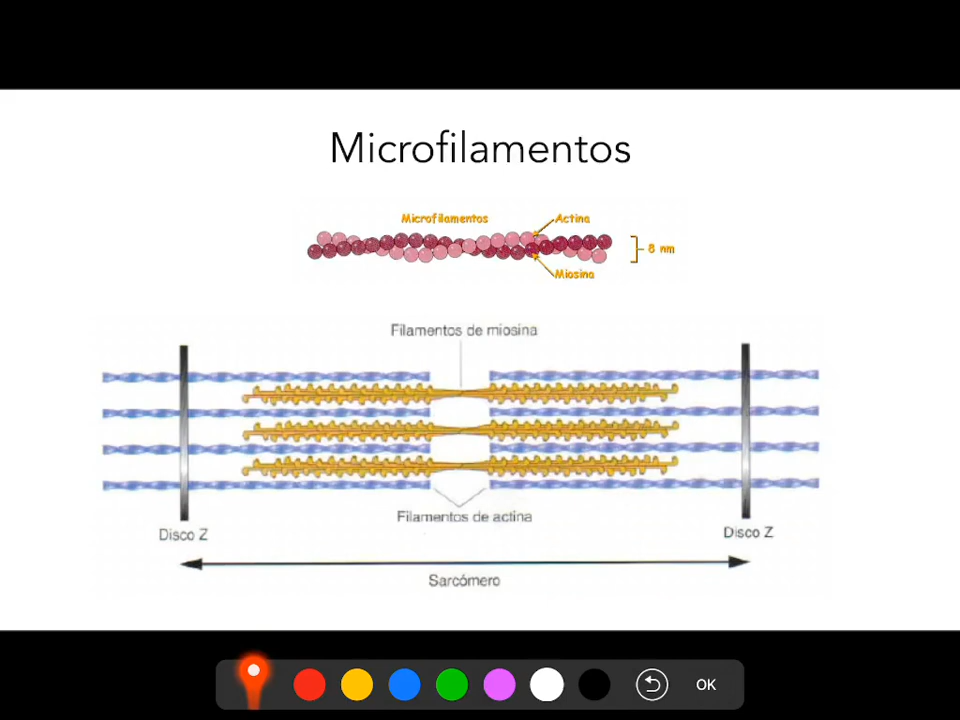 Microfilamentos
Microfilamentos
Actina
8 nm
Miosina
Filamentos de miosina
Filamentos de actina
Disco Z
Disco Z
Sarcómero
OK